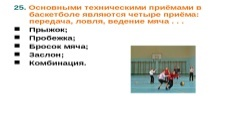 25. Основными техническими приёмами в
баскетболе являются четыре приёма:
передача, ловля, ведение мяча . . .
Прыжок;
Пробежка;
Бросок мяча;
Заслон;
Комбинация.